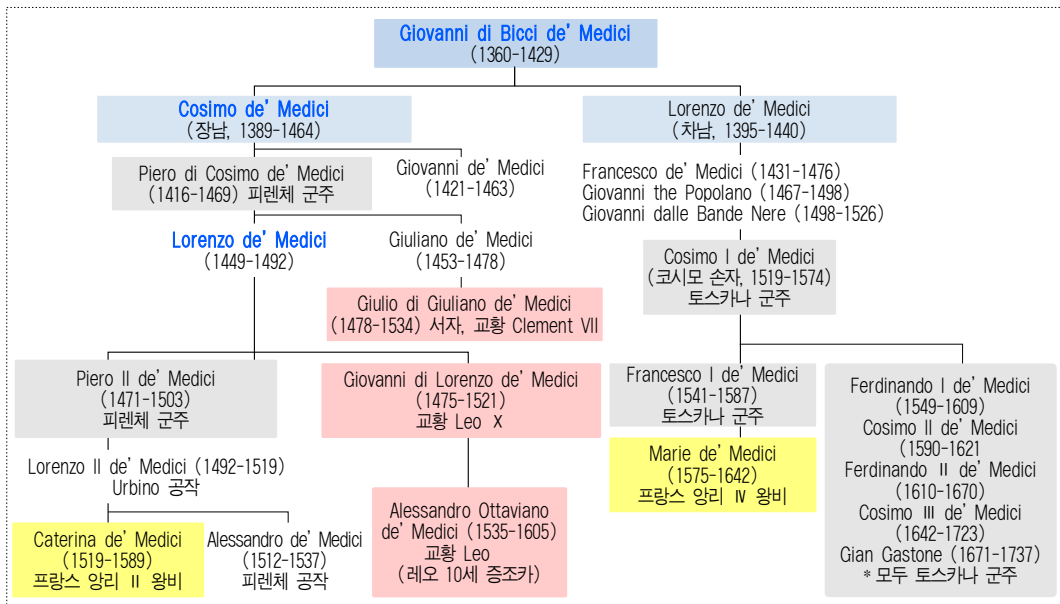 Giovanni di Bicci de’ Medici
(1360-1429)
Cosimo de’ Medici
(장남, 1389-1464)
Lorenzo de’ Medici
(차남, 1395-1440)
Piero di Cosimo de’ Medici
(1416-1469) 피렌체 군주
Giovanni de’ Medici
(1421-1463)
Francesco de’ Medici (1431-1476)
Giovanni the Popolano (1467-1498)
Giovanni dalle Bande Nere (1498-1526)
Lorenzo de’ Medici
(1449-1492)
Giuliano de’ Medici
(1453-1478)
Cosimo I de’ Medici
(코시모 손자, 1519-1574)
토스카나 군주
Giulio di Giuliano de’ Medici
(1478-1534) 서자, 교황 Clement VII
Piero II de’ Medici
(1471-1503)
피렌체 군주
Giovanni di Lorenzo de’ Medici
(1475-1521)
교황 Leo X
Francesco I de’ Medici
(1541-1587)
토스카나 군주
Ferdinando I de’ Medici
(1549-1609)
Cosimo II de’ Medici
(1590-1621
Ferdinando II de’ Medici
(1610-1670)
Cosimo III de’ Medici
(1642-1723)
Gian Gastone (1671-1737)
* 모두 토스카나 군주
Lorenzo II de’ Medici (1492-1519)
Urbino 공작
Marie de’ Medici
(1575-1642)
프랑스 앙리 IV 왕비
Caterina de’ Medici
(1519-1589)
프랑스 앙리 II 왕비
Alessandro de’ Medici
(1512-1537)
피렌체 공작
Alessandro Ottaviano
de’ Medici (1535-1605)
교황 Leo
(레오 10세 증조카)